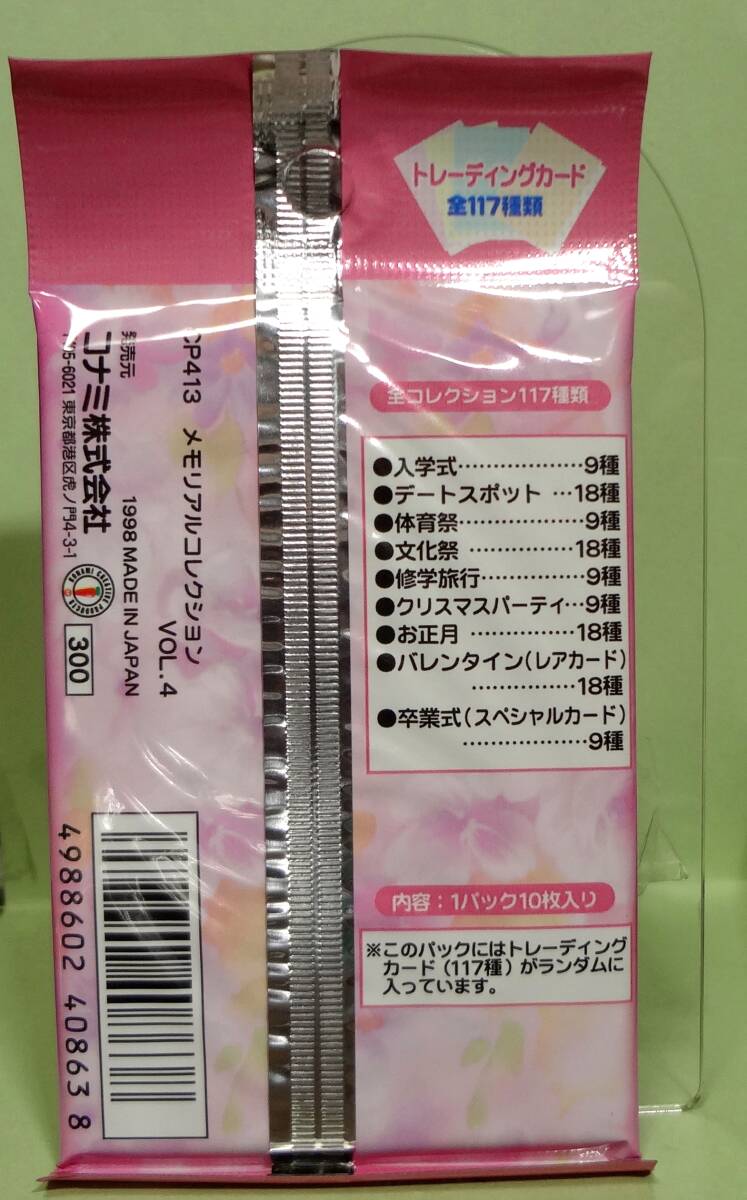 トレーディングカード
全117種類
全コレクション117種類
●入学式………………9種
●デートスポット …18種
●体育祭………………9種
●文化祭 ……………18種
●修学旅行……………9種
●クリスマスパーティ…9種
●お正月 ……………18種
●バレンタイン(レアカード)
……………18種
●卒業式(スペシャルカード)
………………9種
内容:1パック10枚入り
※このパックにはトレーディング
カード(117種)がランダムに
入っています。
CP413 メモリアルコレクション
VOL.4
1998 MADE IN JAPAN
発売元
コナミ株式会社
5-6021 東京都港区虎ノ門4-3-1
KONAMI CREATIVE PRODUCTS
300
4988602 408638